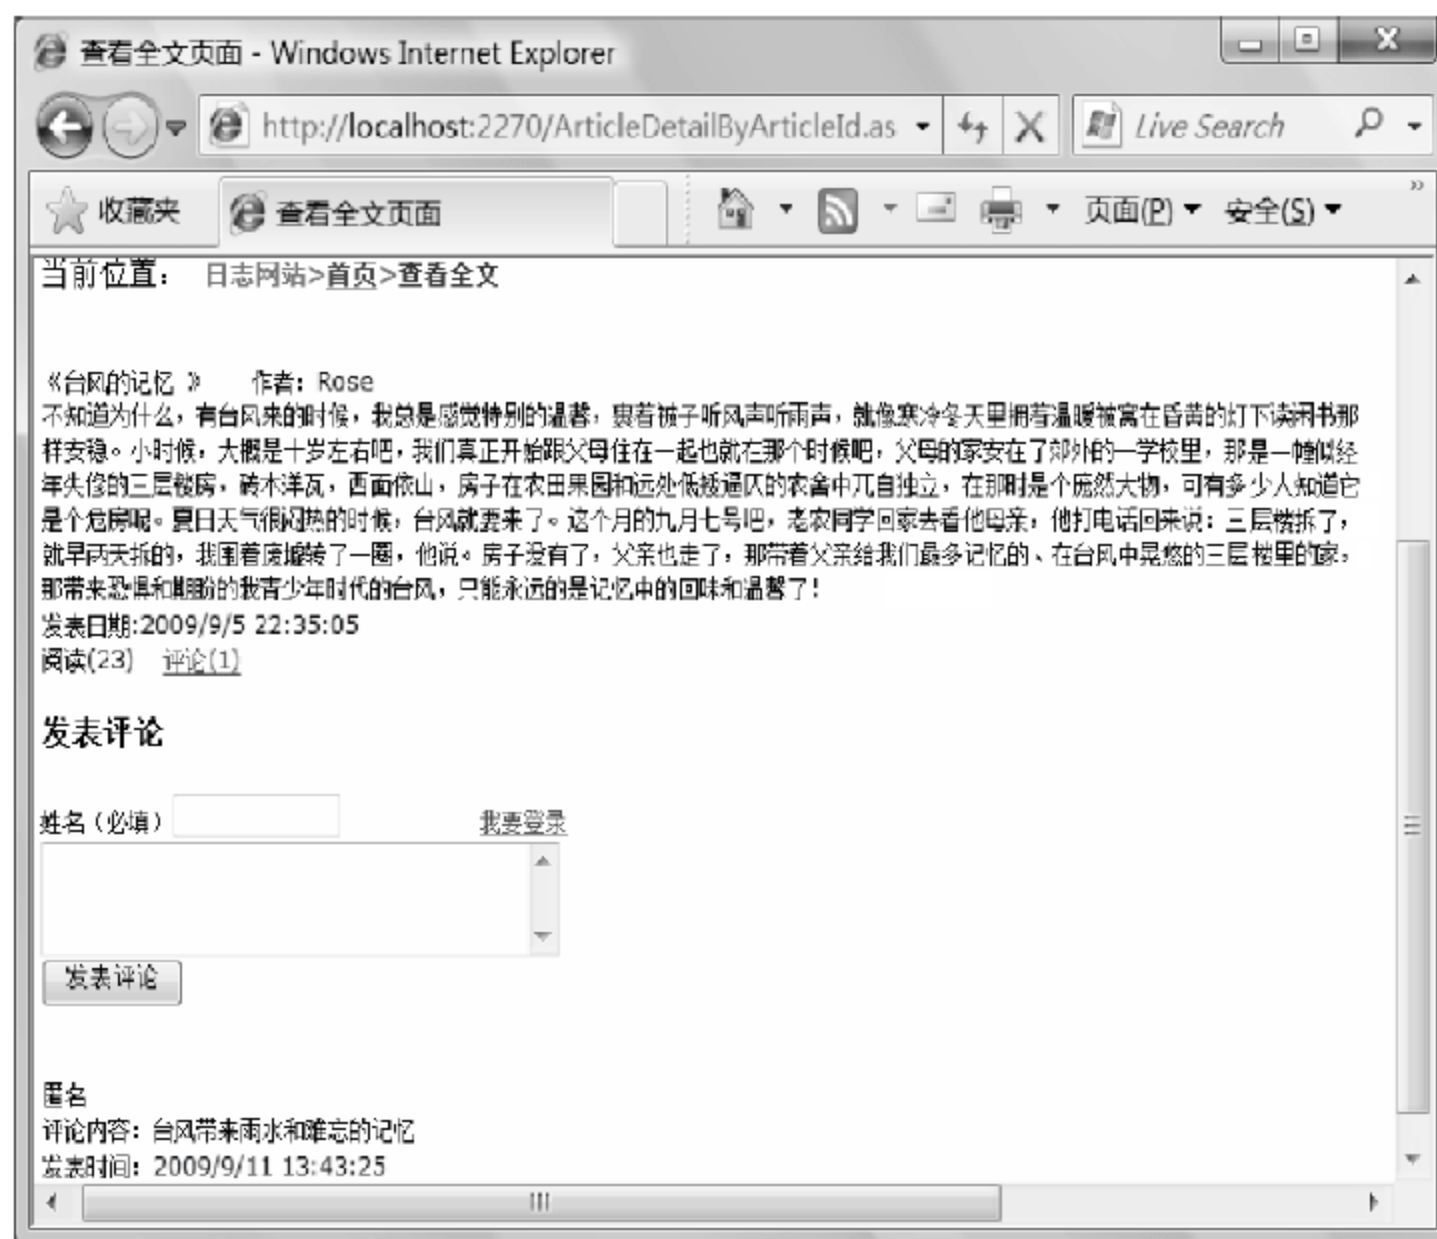 查看全文页面 - Windows Internet Explorer
http://localhost:2270/ArticleDetailByArticleId.as
Live Search
收藏夹
查看全文页面
页面(P)
安全(S)
当前位置： 日志网站>首页>查看全文
《台风的记忆 》 作者：Rose
不知道为什么，有台风来的时候，我总是感觉特别的温馨，裹着被子听风声听雨声，就像寒冷冬天里拥着温暖被窝在昏黄的灯下读闲书那
样安稳。小时候，大概是十岁左右吧，我们真正开始跟父母住在一起也就在那个时候吧，父母的家安在了郊外的一学校里，那是一幢似经
年失修的三层楼房，砖木洋瓦，西面依山，房子在农田果园和远处低矮逼仄的农舍中兀自独立，在那时是个庞然大物，可有多少人知道它
是个危房呢。夏日天气很闷热的时候，台风就要来了。这个月的九月七号吧，老农同学回家去看他母亲，他打电话回来说：三层楼拆了，
就早两天拆的，我围着废墟转了一圈，他说。房子没有了，父亲也走了，那带着父亲给我们最多记忆的、在台风中晃悠的三层楼里的家，
那带来恐惧和期盼的我青少年时代的台风，只能永远的是记忆中的回味和温馨了！
发表日期:2009/9/5 22:35:05
阅读(23) 评论(1)
发表评论
姓名（必填） 我要登录
发表评论
匿名
评论内容：台风带来雨水和难忘的记忆
发表时间：2009/9/11 13:43:25